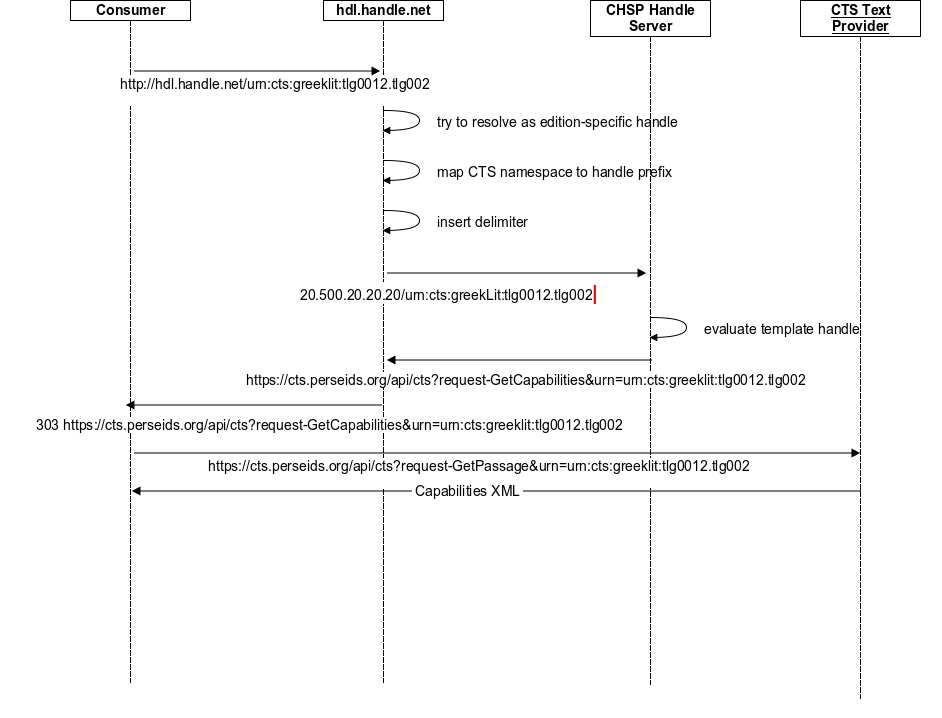 Consumer
hdl.handle.net
CHSP Handle
Server
CTS Text
Provider
http://hdl.handle.net/urn:cts:greeklit:tlg0012.tlg002
try to resolve as edition-specific handle
map CTS namespace to handle prefix
insert delimiter
20.500.20.20.20/urn:cts:greekLit:tlg0012.tlg002
evaluate template handle
https://cts.perseids.org/api/cts?request-GetCapabilities&urn=urn:cts:greeklit:tlg0012.tlg002
303 https://cts.perseids.org/api/cts?request-GetCapabilities&urn=urn:cts:greeklit:tlg0012.tlg002
https://cts.perseids.org/api/cts?request-GetPassage&urn=urn:cts:greeklit:tlg0012.tlg002
Capabilities XML